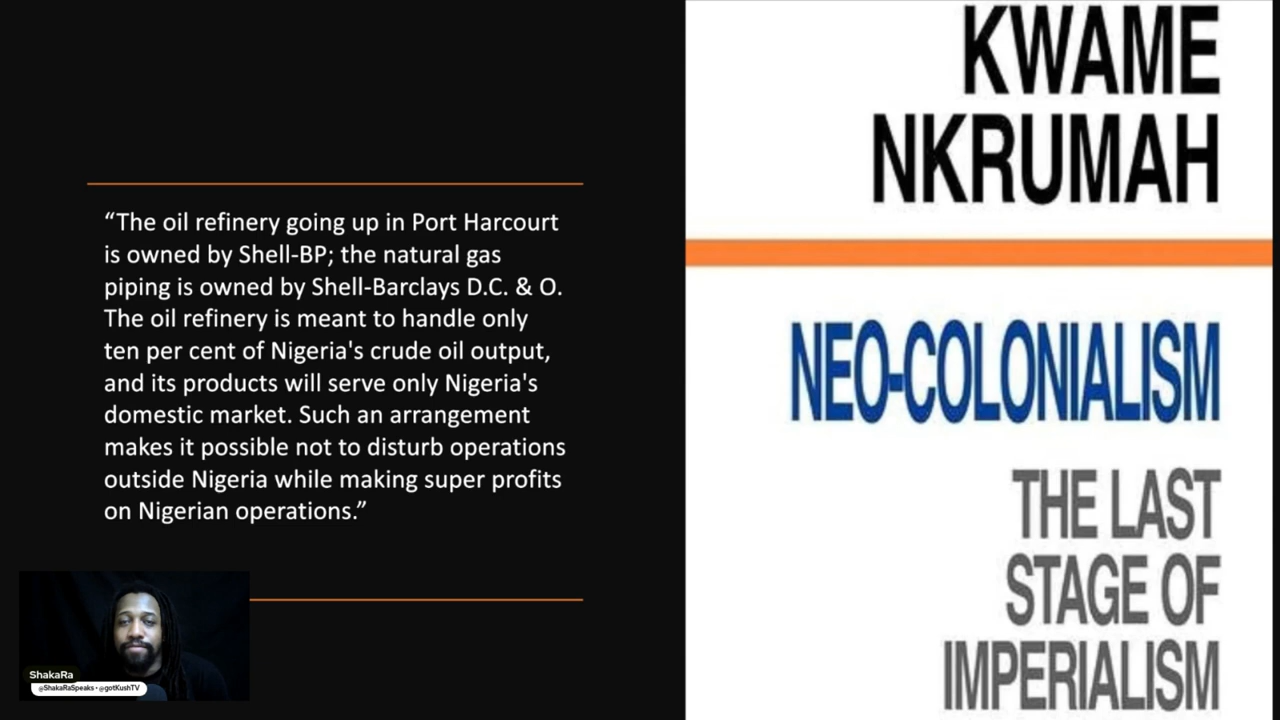 “The oil refinery going up in Port Harcourt
is owned by Shell-BP; the natural gas
piping is owned by Shell-Barclays D.C. & O.
The oil refinery is meant to handle only
ten per cent of Nigeria's crude oil output,
and its products will serve only Nigeria's
domestic market. Such an arrangement
makes it possible not to disturb operations
outside Nigeria while making super profits
on Nigerian operations.”
KWAME
NKRUMAH
NEO-COLONIALISM
THE LAST
STAGE OF
IMPERIALISM
ShakaRa
@ShakaRaSpeaks • @gotKushTV